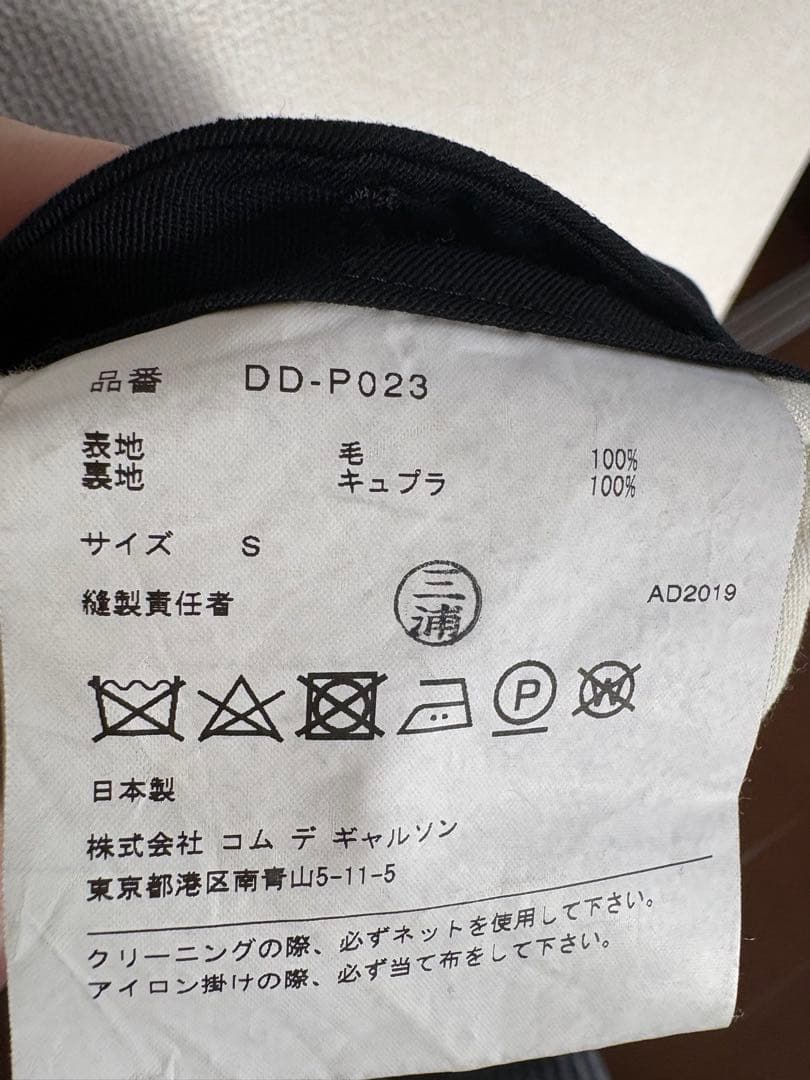 品番 DD-P023
表地 毛 100%
裏地 キュプラ 100%
サイズ S
縫製責任者 三浦 AD2019
P W
日本製
株式会社 コム デ ギャルソン
東京都港区南青山5-11-5
クリーニングの際、必ずネットを使用して下さい。
アイロン掛けの際、必ず当て布をして下さい。